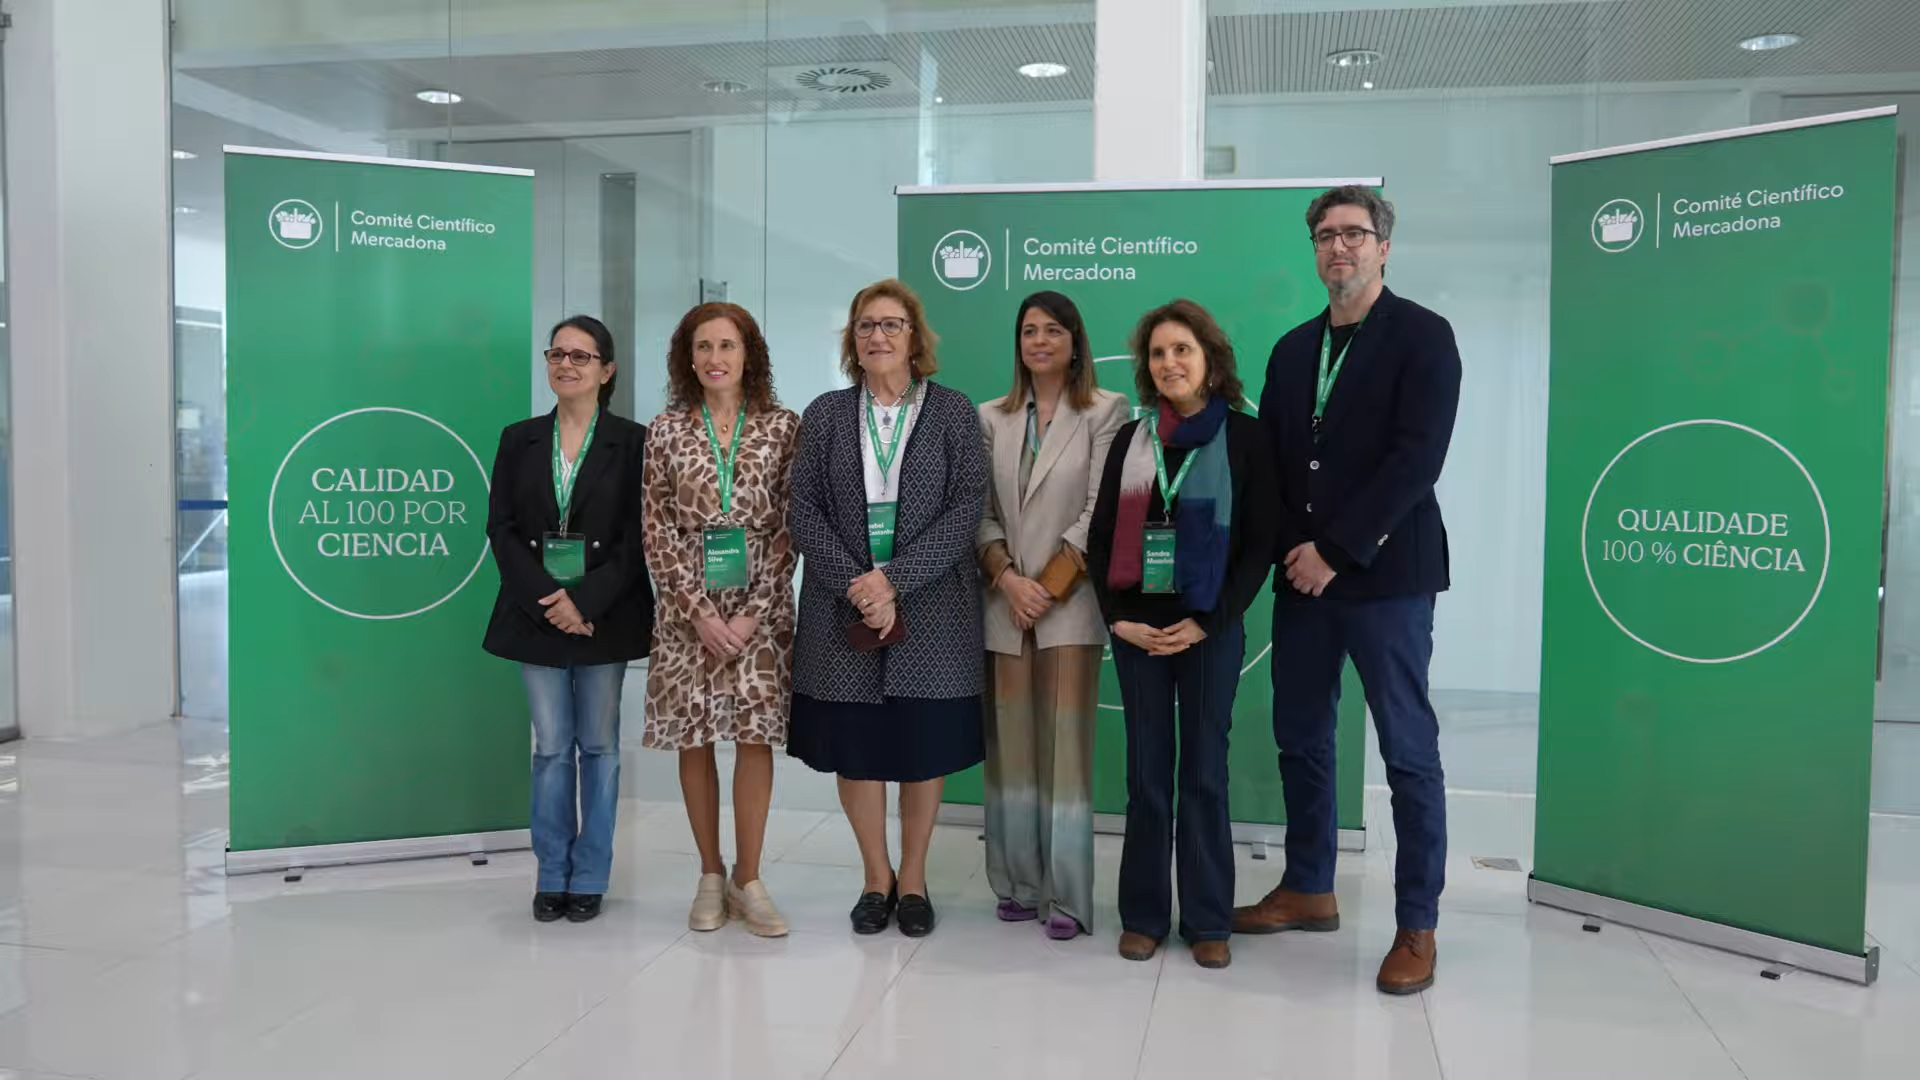 Comité Científico
Mercadona
CALIDAD
AL 100 POR
CIENCIA
Comité Científico
Mercadona
Comité Científico
Mercadona
QUALIDADE
100 % CIÊNCIA
Alexandra
Silva
Sandra